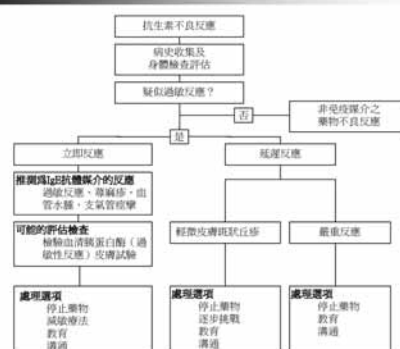 抗生素不良反應
病史收集及
身體檢查評估
疑似過敏反應？
否
非免疫媒介之
藥物不良反應
是
立即反應
延遲反應
推測為IgE抗體媒介的反應
過敏反應、蕁麻疹、血
管水腫、支氣管痙攣
可能的評估檢查
檢驗血清胰蛋白酶（過
敏性反應）皮膚試驗
輕微皮膚斑狀丘疹
嚴重反應
處理選項
停止藥物
減敏療法
教育
溝通
處理選項
停止藥物
逐步挑戰
教育
溝通
處理選項
停止藥物
教育
溝通